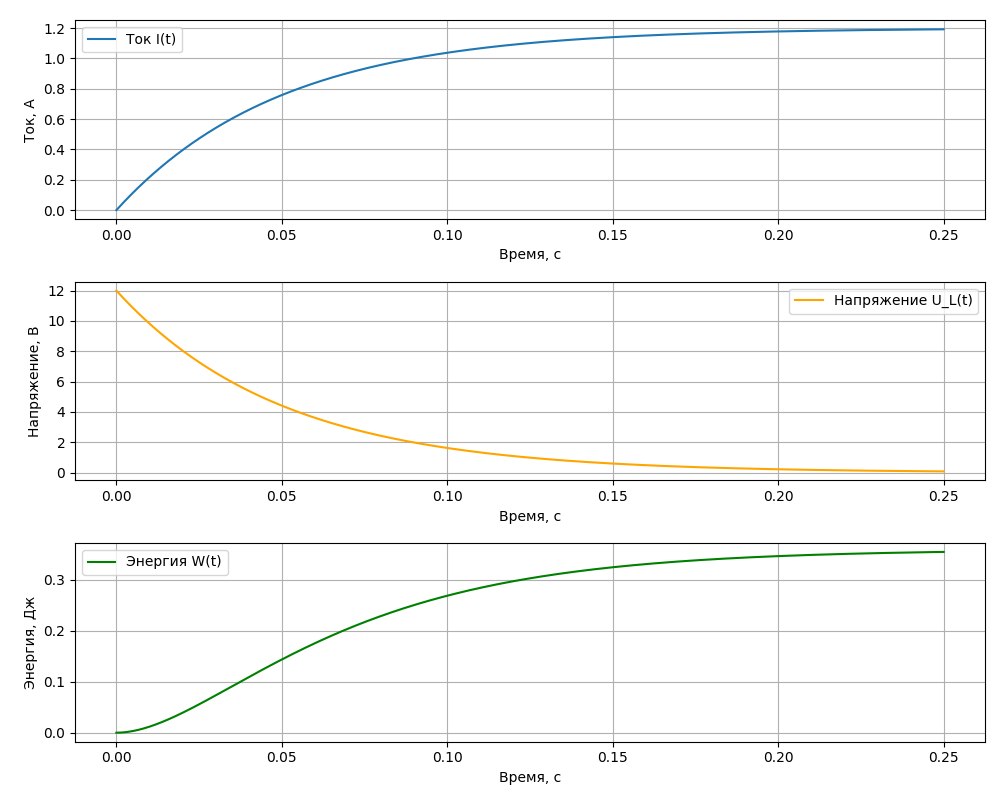 Ток I(t)
1.2
1.0
0.8
0.6
0.4
0.2
0.0
Ток, А
0.00 0.05 0.10 0.15 0.20 0.25
Время, с
Напряжение U_L(t)
12
10
8
6
4
2
0
Напряжение, В
0.00 0.05 0.10 0.15 0.20 0.25
Время, с
Энергия W(t)
0.3
0.2
0.1
0.0
Энергия, Дж
0.00 0.05 0.10 0.15 0.20 0.25
Время, с